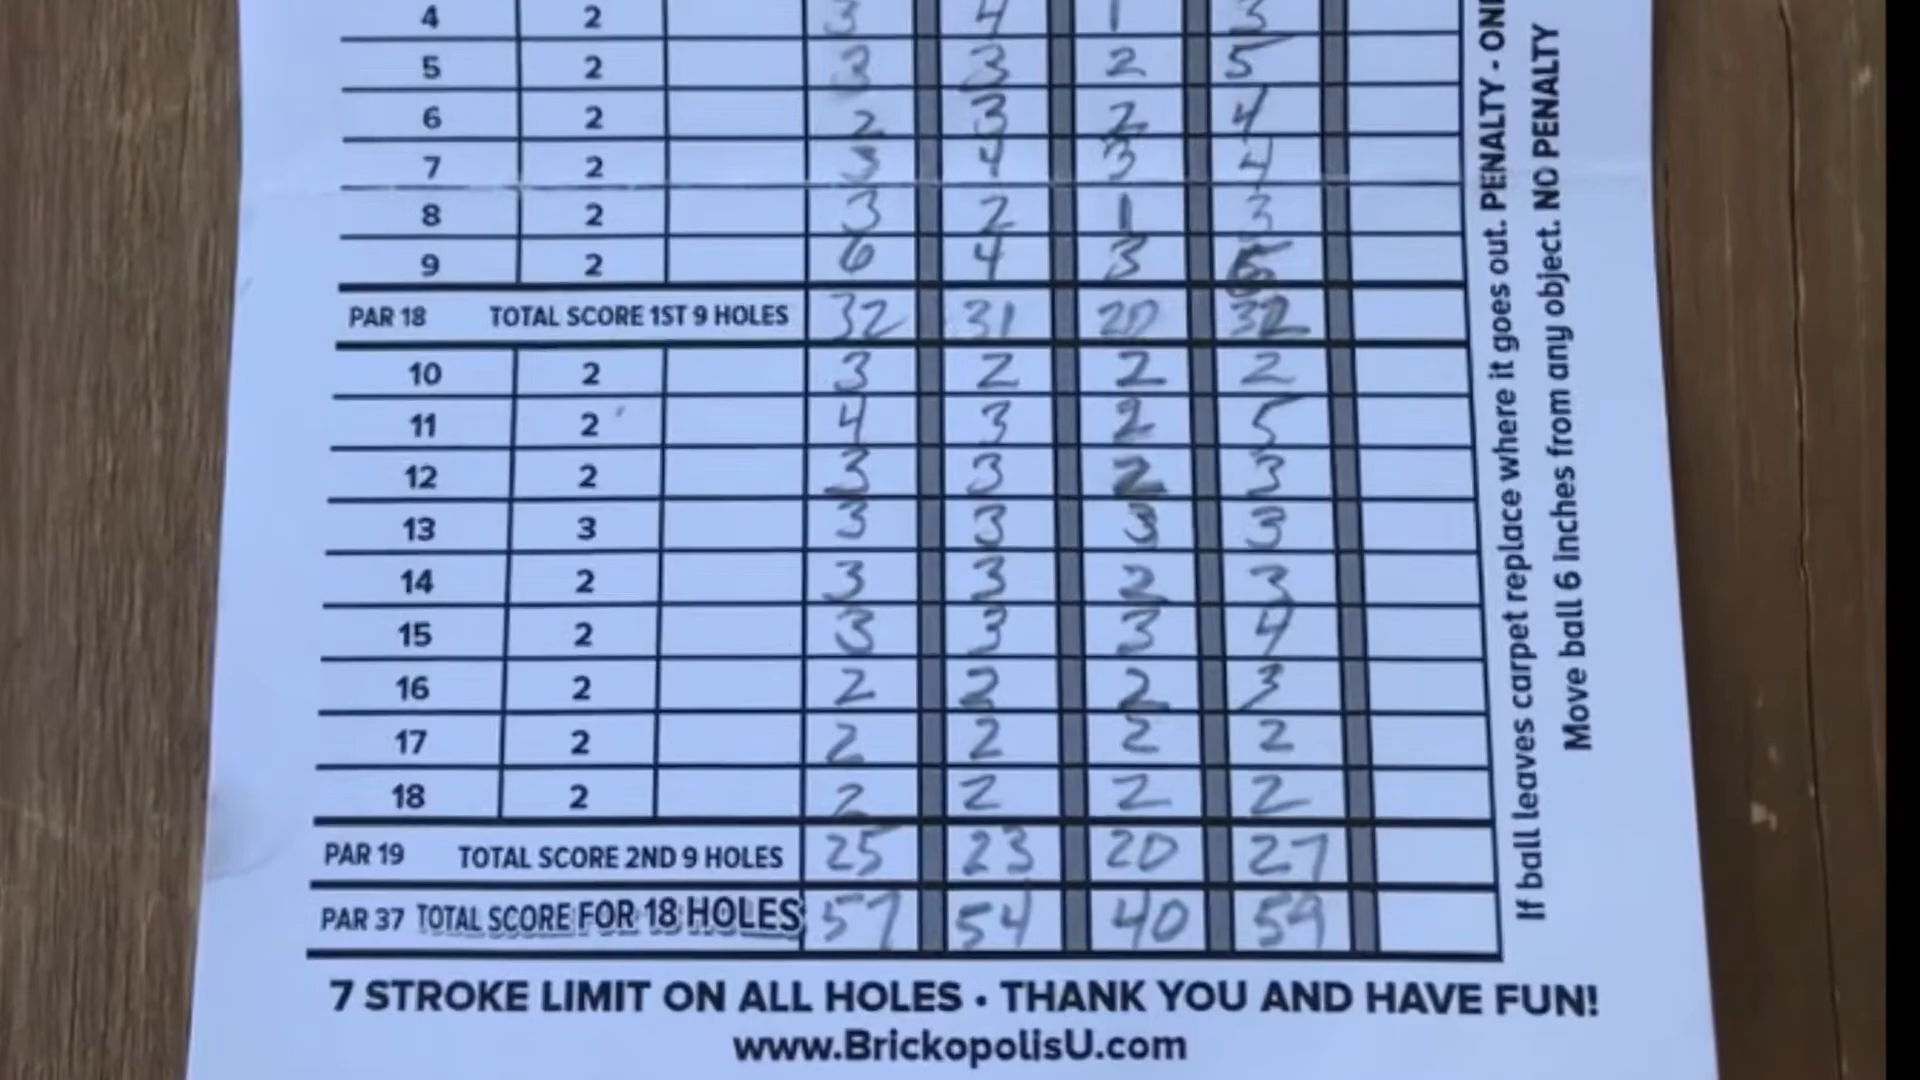 4 2 3 4 1 3
5 2 3 3 2 5
6 2 2 3 2 4
7 2 3 4 3 4
8 2 3 2 1 3
9 2 6 4 3
PAR 18 TOTAL SCORE 1ST 9 HOLES 32 31 20 32
10 2 3 2 2 2
11 2 4 3 2 5
12 2 3 3 2 3
13 3 3 3 3 3
14 2 3 3 2 3
15 2 3 3 3 4
16 2 2 2 2 3
17 2 2 2 2 2
18 2 2 2 2 2
PAR 19 TOTAL SCORE 2ND 9 HOLES 25 23 20 27
PAR 37 TOTAL SCORE FOR 18 HOLES 57 54 40 59
7 STROKE LIMIT ON ALL HOLES • THANK YOU AND HAVE FUN!
www.BrickopolisU.com
If ball leaves carpet replace where it goes out. PENALTY - ONE
Move ball 6 inches from any object. NO PENALTY